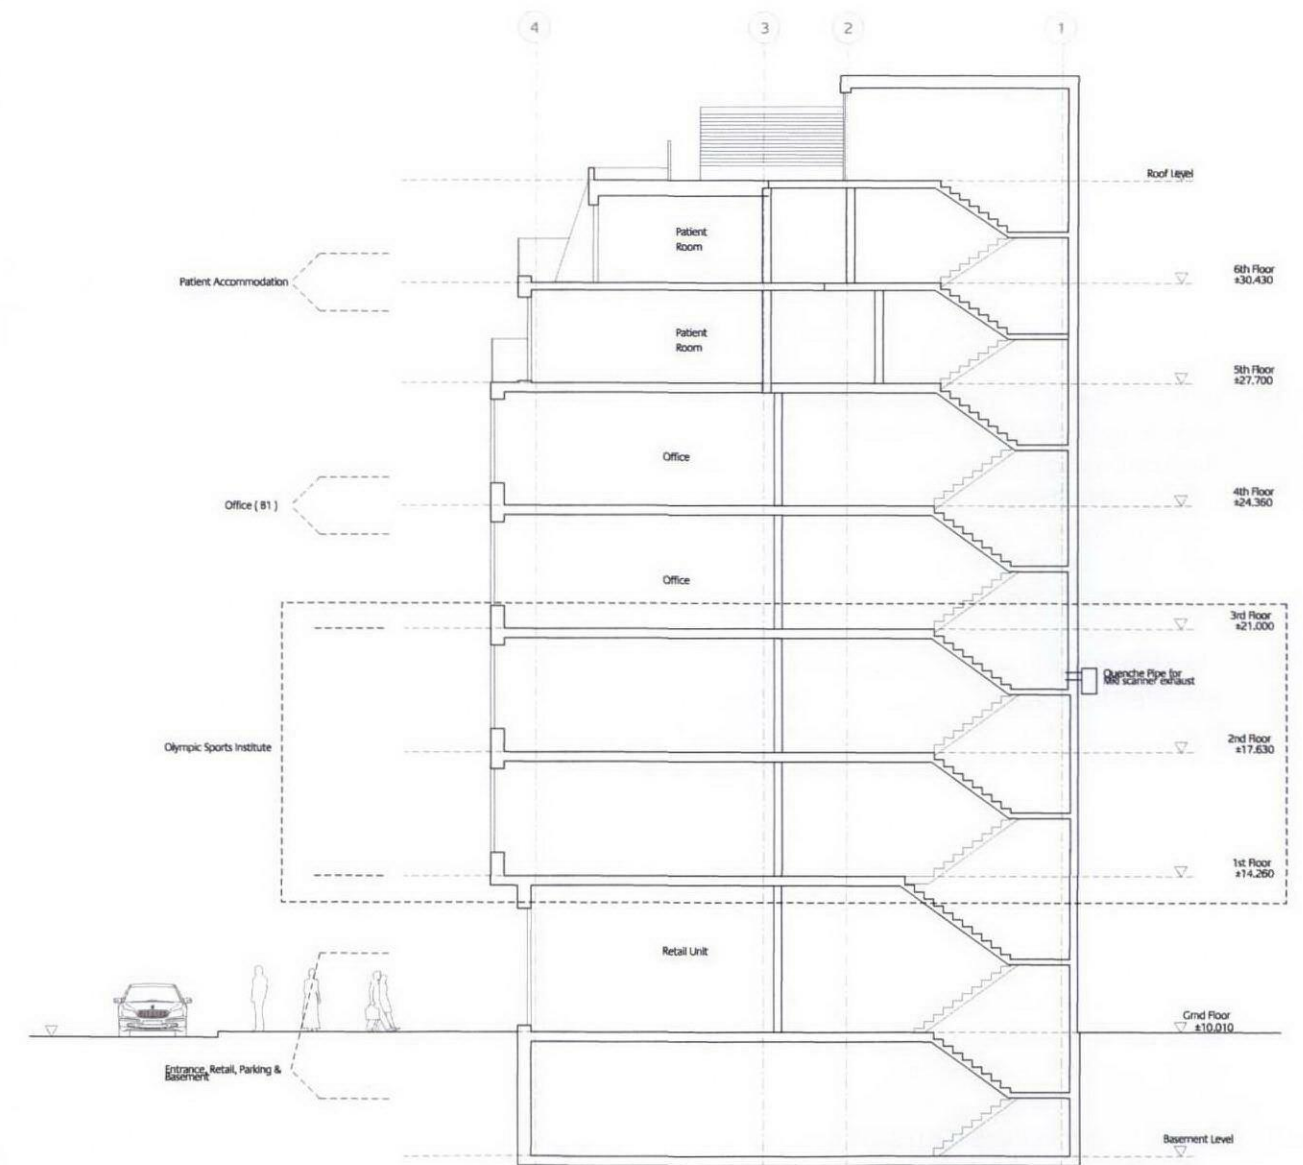 4 3 2 1
Roof Level
Patient
Room
6th Floor
±30.430
Patient Accommodation
Patient
Room
5th Floor
±27.700
Office
4th Floor
±24.360
Office ( B1 )
Office
3rd Floor
±21.000
Quenche Pipe for
MRI scanner exhaust
2nd Floor
±17.630
Olympic Sports Institute
1st Floor
±14.260
Retail Unit
Grnd Floor
±10.010
Entrance, Retail, Parking &
Basement
Basement Level